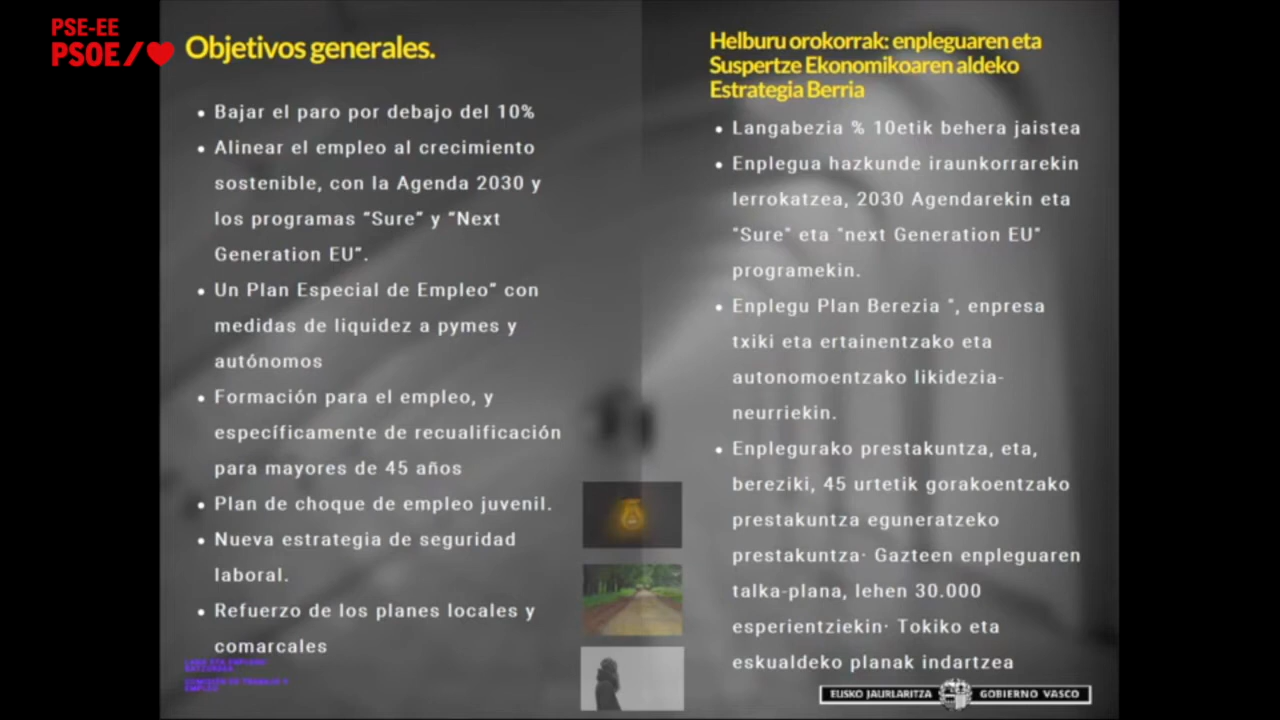 PSE-EE
PSOE
Objetivos generales.
Bajar el paro por debajo del 10%
Alinear el empleo al crecimiento
sostenible, con la Agenda 2030 y
los programas "Sure" y "Next
Generation EU".
Un Plan Especial de Empleo" con
medidas de liquidez a pymes y
autónomos
Formación para el empleo, y
específicamente de recualificación
para mayores de 45 años
Plan de choque de empleo juvenil.
Nueva estrategia de seguridad
laboral.
Refuerzo de los planes locales y
comarcales
COMISIÓN DE TRABAJO Y
EMPLEO
Helburu orokorrak: enpleguaren eta
Suspertze Ekonomikoaren aldeko
Estrategia Berria
Langabezia % 10etik behera jaistea
Enplegua hazkunde iraunkorrarekin
lerrokatzea, 2030 Agendarekin eta
"Sure" eta "next Generation EU"
programekin.
Enplegu Plan Berezia ", enpresa
txiki eta ertainentzako eta
autonomoentzako likidezia-
neurriekin.
Enplegurako prestakuntza, eta,
bereziki, 45 urtetik gorakoentzako
prestakuntza eguneratzeko
prestakuntza· Gazteen enpleguaren
talka-plana, lehen 30.000
esperientziekin· Tokiko eta
eskualdeko planak indartzea
EUSKO JAURLARITZA GOBIERNO VASCO